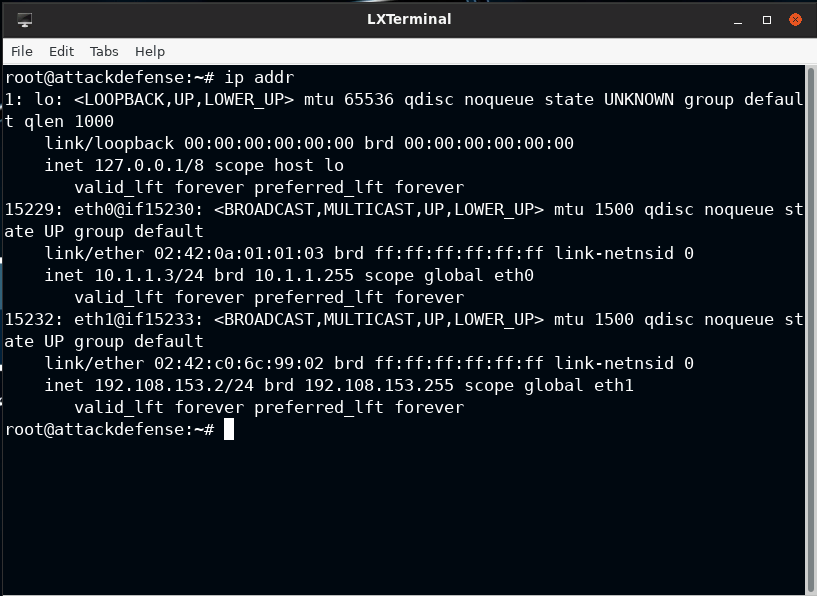 LXTerminal
File Edit Tabs Help
root@attackdefense:~# ip addr
1: lo: <LOOPBACK,UP,LOWER_UP> mtu 65536 qdisc noqueue state UNKNOWN group defaul
t qlen 1000
    link/loopback 00:00:00:00:00:00 brd 00:00:00:00:00:00
    inet 127.0.0.1/8 scope host lo
       valid_lft forever preferred_lft forever
15229: eth0@if15230: <BROADCAST,MULTICAST,UP,LOWER_UP> mtu 1500 qdisc noqueue st
ate UP group default
    link/ether 02:42:0a:01:01:03 brd ff:ff:ff:ff:ff:ff link-netnsid 0
    inet 10.1.1.3/24 brd 10.1.1.255 scope global eth0
       valid_lft forever preferred_lft forever
15232: eth1@if15233: <BROADCAST,MULTICAST,UP,LOWER_UP> mtu 1500 qdisc noqueue st
ate UP group default
    link/ether 02:42:c0:6c:99:02 brd ff:ff:ff:ff:ff:ff link-netnsid 0
    inet 192.108.153.2/24 brd 192.108.153.255 scope global eth1
       valid_lft forever preferred_lft forever
root@attackdefense:~#